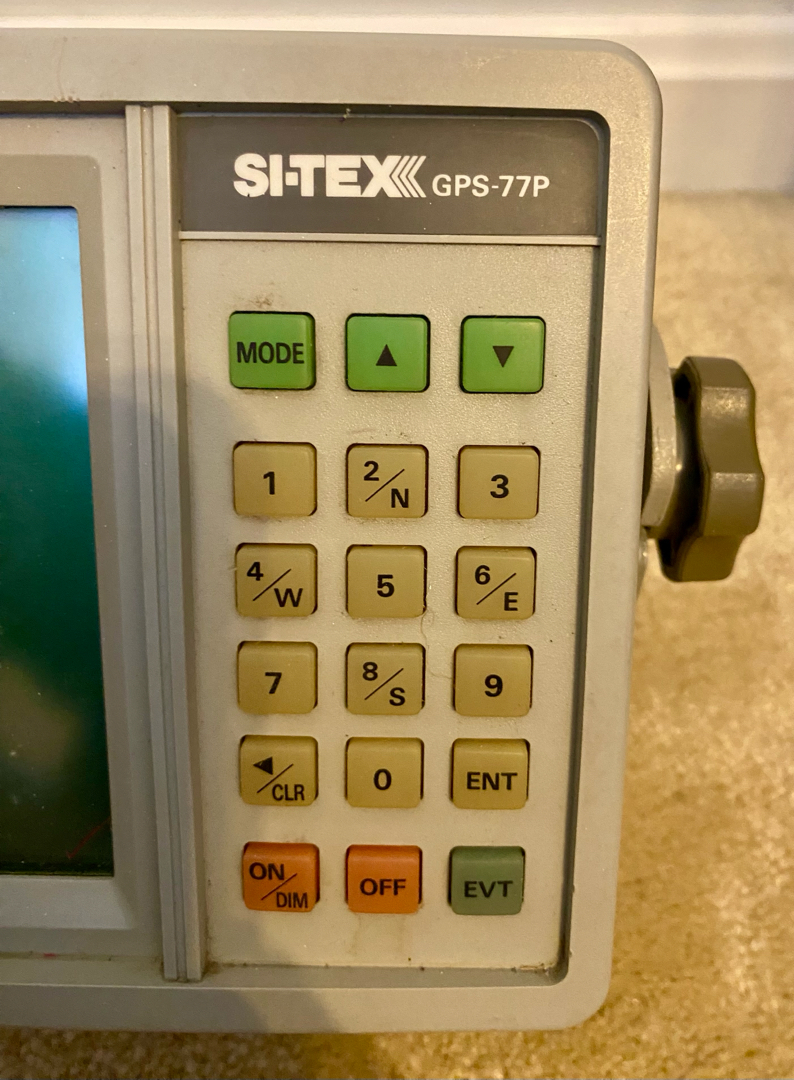 SI-TEX GPS-77P
MODE ▲ ▼
1 2/N 3
4/W 5 6/E
7 8/S 9
◀/CLR 0 ENT
ON/DIM OFF EVT